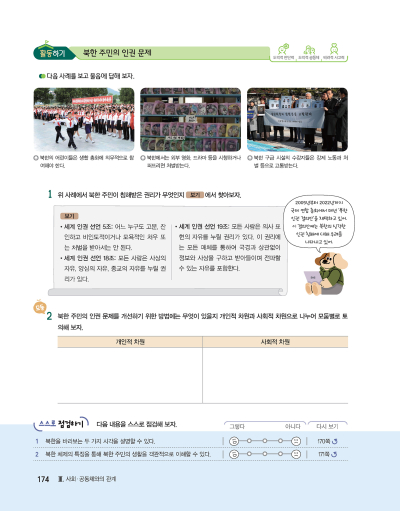 활동하기
북한 주민의 인권 문제
도덕적 민감성
도덕적 공감력
비판적 사고력
다음 사례를 보고 물음에 답해 보자.
북한의 어린이들은 생활 총화에 의무적으로 참
여해야 한다.
북한에서는 외부 영화, 드라마 등을 시청하거나
퍼뜨리면 처벌받는다.
북한 구금 시설의 수감자들은 강제 노동과 처
벌 등으로 고통받는다.
1 위 사례에서 북한 주민이 침해받은 권리가 무엇인지 보기 에서 찾아보자.
보기
• 세계 인권 선언 5조: 어느 누구도 고문, 잔
인하고 비인도적이거나 모욕적인 처우 또
는 처벌을 받아서는 안 된다.
• 세계 인권 선언 18조: 모든 사람은 사상의
자유, 양심의 자유, 종교의 자유를 누릴 권
리가 있다.
• 세계 인권 선언 19조: 모든 사람은 의사 표
현의 자유를 누릴 권리가 있다. 이 권리에
는 모든 매체를 통하여 국경과 상관없이
정보와 사상을 구하고 받아들이며 전파할
수 있는 자유를 포함한다.
2005년부터 2022년까지
국제 연합 총회에서 매년 '북한
인권 결의안'을 채택하고 있어.
이 결의안에는 북한의 심각한
인권 침해에 대해 우려를
나타내고 있어.
모둠
2 북한 주민의 인권 문제를 개선하기 위한 방법에는 무엇이 있을지 개인적 차원과 사회적 차원으로 나누어 모둠별로 토
의해 보자.
개인적 차원
사회적 차원
스스로 점검하기
다음 내용을 스스로 점검해 보자.
그렇다
아니다
다시 보기
1 북한을 바라보는 두 가지 시각을 설명할 수 있다.
170쪽
2 북한 체제의 특징을 통해 북한 주민의 생활을 객관적으로 이해할 수 있다.
171쪽
174 Ⅲ. 사회·공동체와의 관계